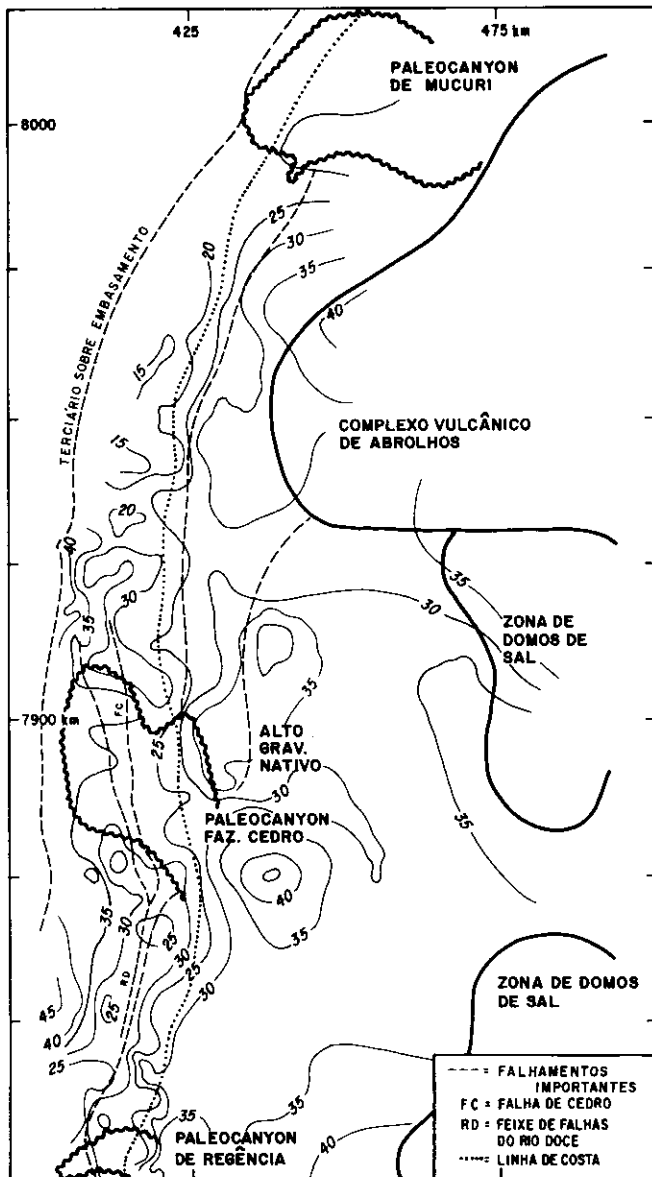 425
475 km
PALEOCANYON
DE MUCURI
8000
25
30
20
35
TERCIÁRIO SOBRE EMBASAMENTO
40
15
COMPLEXO VULCÂNICO
DE ABROLHOS
15
20
40
35
30
30
35
ZONA DE
DOMOS DE
SAL
35
FC
7900 km
25
ALTO
GRAV.
NATIVO
30
35
PALEOCANYON
FAZ. CEDRO
40
35
30
25
35
30
25
30
RD
ZONA DE DOMOS
DE SAL
45
25
40
25
35
40
PALEOCANYON
DE REGÊNCIA
---- = FALHAMENTOS
IMPORTANTES
FC = FALHA DE CEDRO
RD = FEIXE DE FALHAS
DO RIO DOCE
····· = LINHA DE COSTA